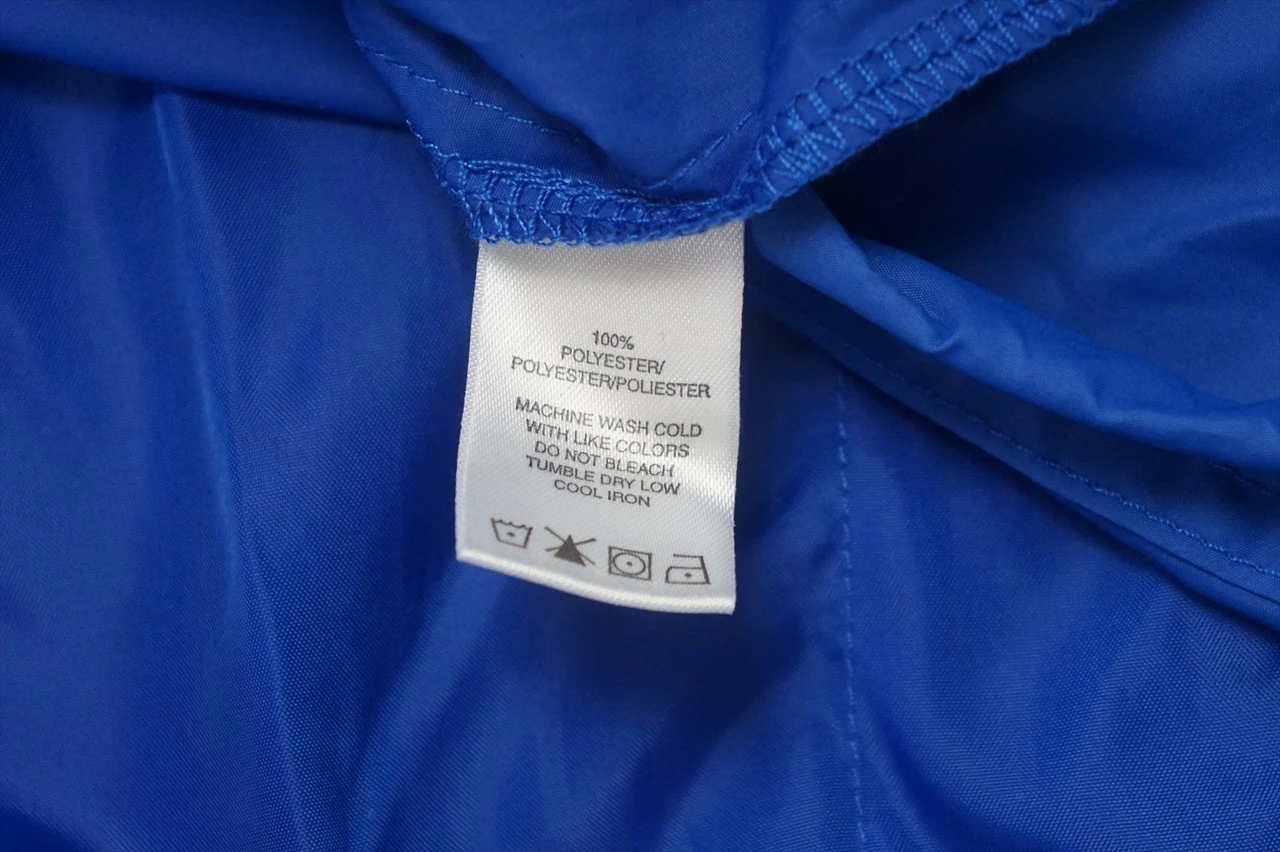 100%
POLYESTER/
POLYESTER/POLIESTER
MACHINE WASH COLD
WITH LIKE COLORS
DO NOT BLEACH
TUMBLE DRY LOW
COOL IRON